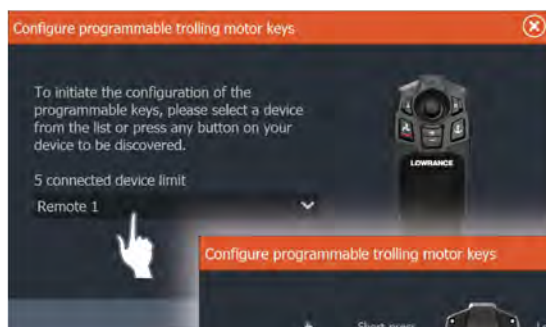 Configure programmable trolling motor keys
To initiate the configuration of the
programmable keys, please select a device
from the list or press any button on your
device to be discovered.
LOWRANCE
5 connected device limit
Remote 1
Configure programmable trolling motor keys
Short press